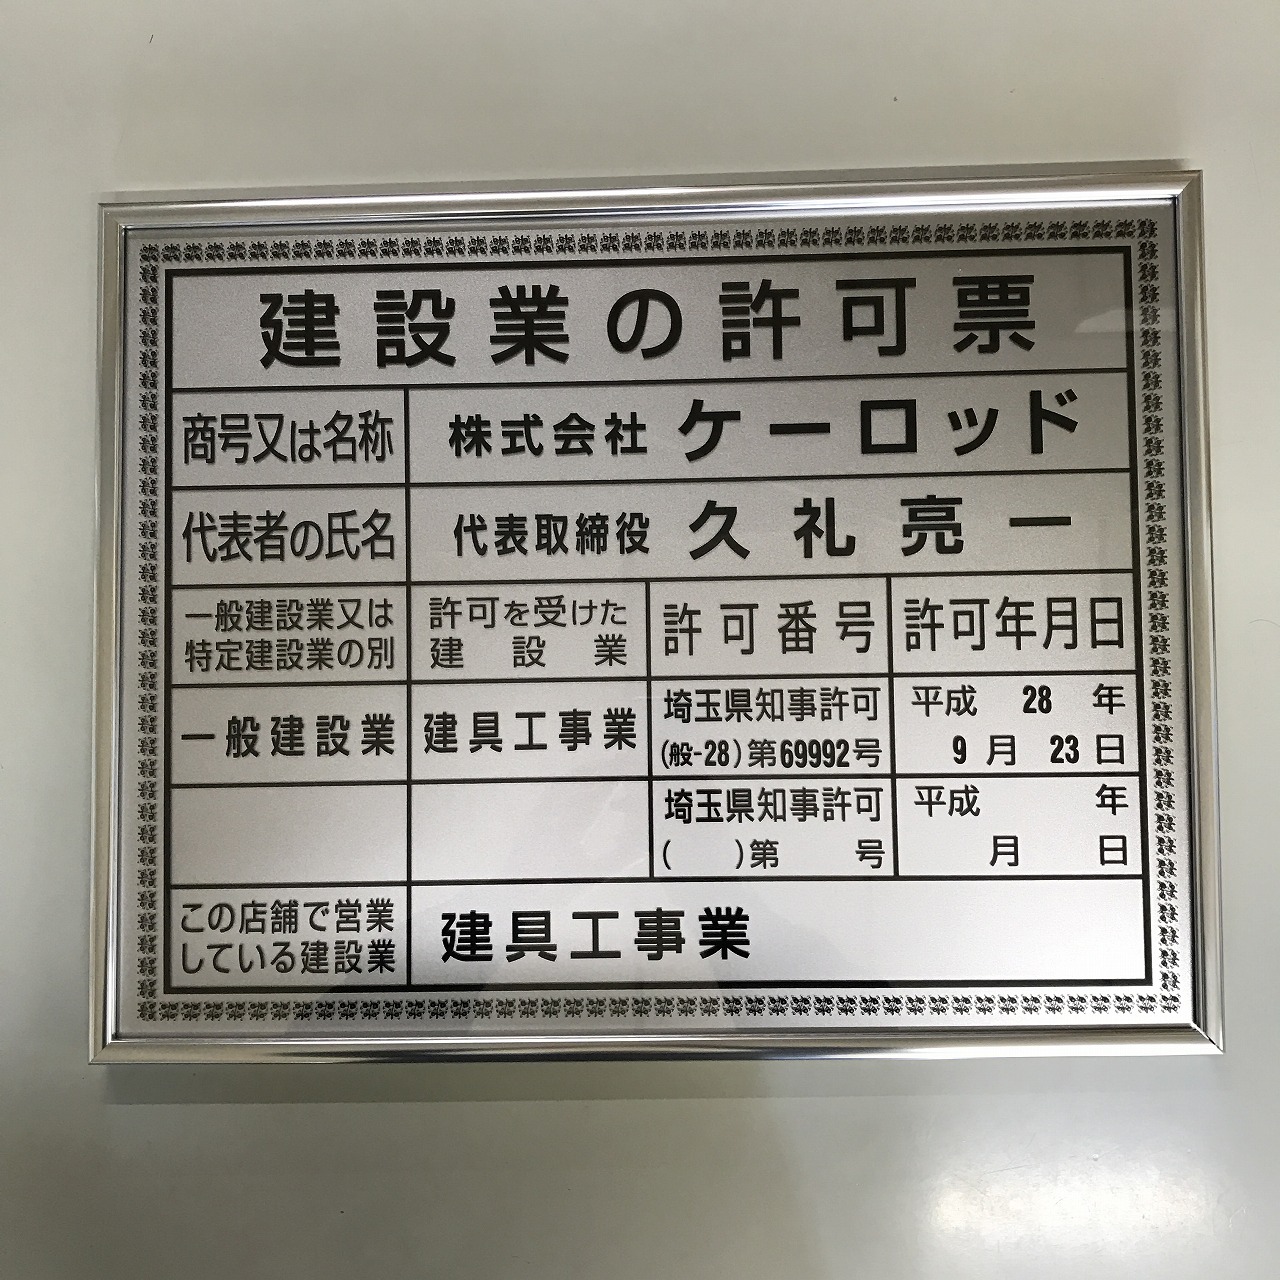 建設業の許可票
商号又は名称 株式会社 ケーロッド
代表者の氏名 代表取締役 久礼亮一
一般建設業又は
特定建設業の別
許可を受けた
建設業
許可番号
許可年月日
一般建設業
建具工事業
埼玉県知事許可
(般-28)第69992号
平成 28 年
9 月 23 日
埼玉県知事許可
( )第 号
平成 年
月 日
この店舗で営業
している建設業
建具工事業